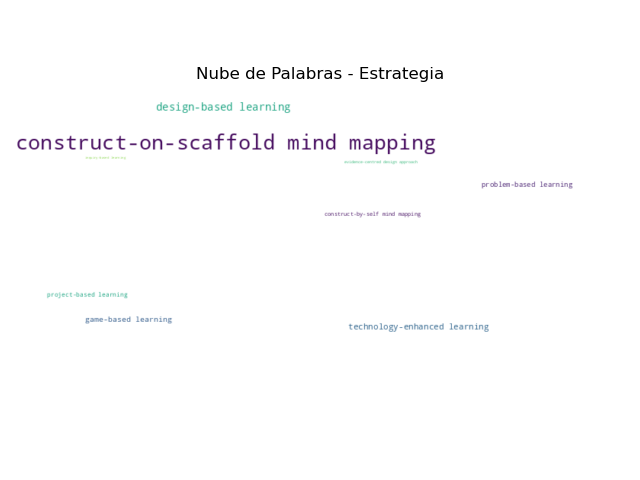 Nube de Palabras - Estrategia
design-based learning
construct-on-scaffold mind mapping
evidence-centred design approach
problem-based learning
construct-by-self mind mapping
project-based learning
game-based learning
technology-enhanced learning